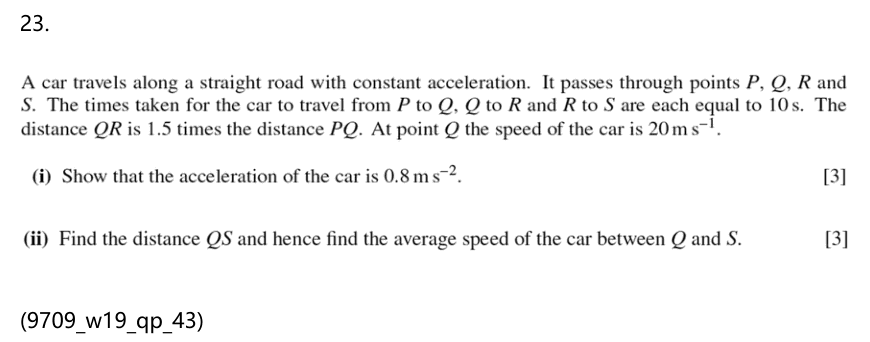 23.
A car travels along a straight road with constant acceleration. It passes through points P, Q, R and
S. The times taken for the car to travel from P to Q, Q to R and R to S are each equal to 10 s. The
distance QR is 1.5 times the distance PQ. At point Q the speed of the car is 20 m s⁻¹.
(i) Show that the acceleration of the car is 0.8 m s⁻². [3]
(ii) Find the distance QS and hence find the average speed of the car between Q and S. [3]
(9709_w19_qp_43)